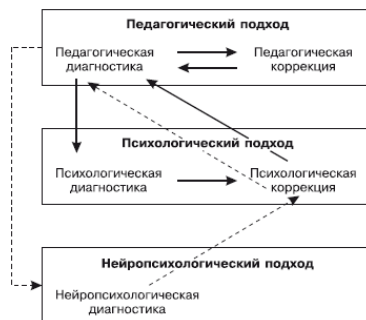 Педагогический подход
Педагогическая диагностика
Педагогическая коррекция
Психологический подход
Психологическая диагностика
Психологическая коррекция
Нейропсихологический подход
Нейропсихологическая диагностика